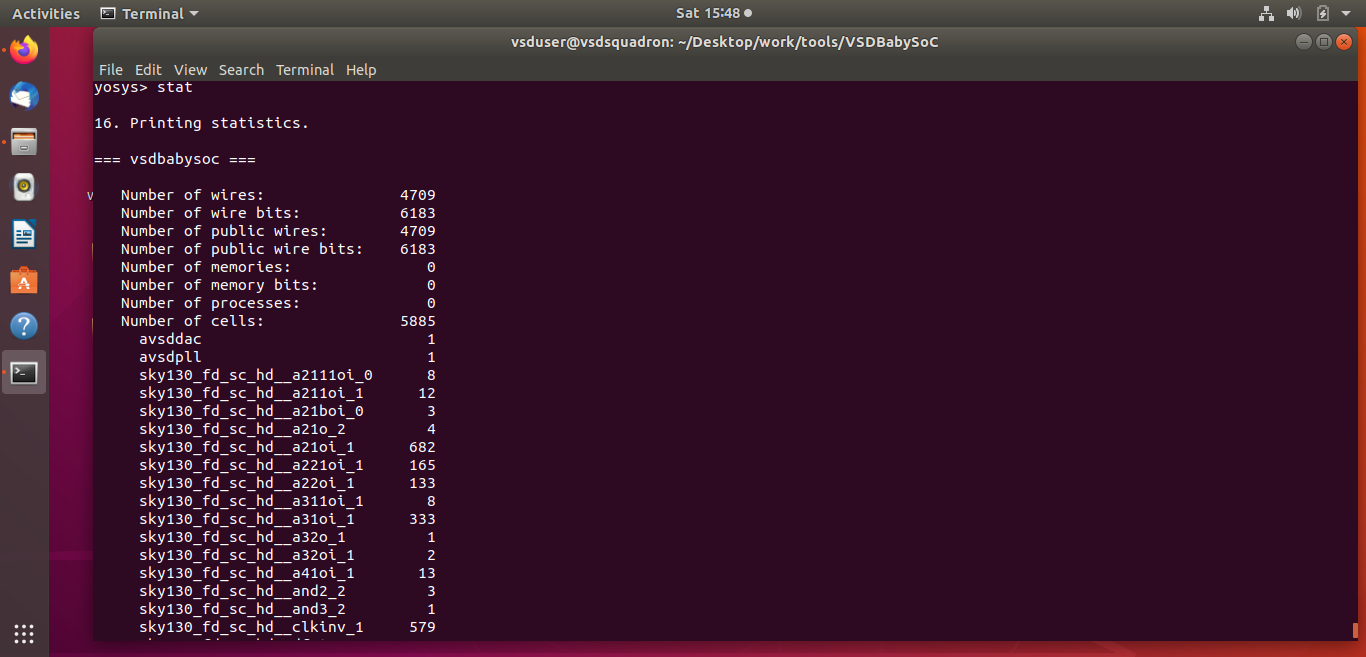 Activities Terminal Sat 15:48
vsduser@vsdsquadron: ~/Desktop/work/tools/VSDBabySoC
File Edit View Search Terminal Help
yosys> stat
16. Printing statistics.
=== vsdbabysoc ===
Number of wires: 4709
Number of wire bits: 6183
Number of public wires: 4709
Number of public wire bits: 6183
Number of memories: 0
Number of memory bits: 0
Number of processes: 0
Number of cells: 5885
avsddac 1
avsdpll 1
sky130_fd_sc_hd__a2111oi_0 8
sky130_fd_sc_hd__a211oi_1 12
sky130_fd_sc_hd__a21boi_0 3
sky130_fd_sc_hd__a21o_2 4
sky130_fd_sc_hd__a21oi_1 682
sky130_fd_sc_hd__a221oi_1 165
sky130_fd_sc_hd__a22oi_1 133
sky130_fd_sc_hd__a311oi_1 8
sky130_fd_sc_hd__a31oi_1 333
sky130_fd_sc_hd__a32o_1 1
sky130_fd_sc_hd__a32oi_1 2
sky130_fd_sc_hd__a41oi_1 13
sky130_fd_sc_hd__and2_2 3
sky130_fd_sc_hd__and3_2 1
sky130_fd_sc_hd__clkinv_1 579